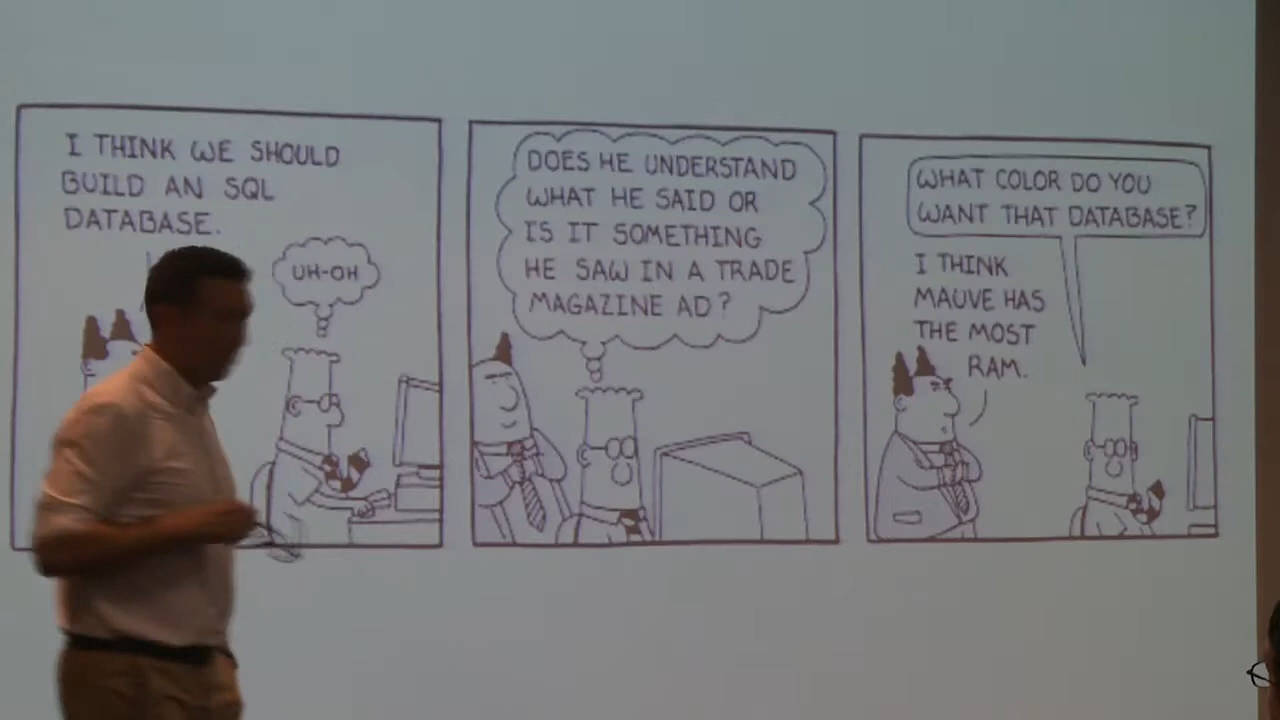 I THINK WE SHOULD
BUILD AN SQL
DATABASE.
UH-OH
DOES HE UNDERSTAND
WHAT HE SAID OR
IS IT SOMETHING
HE SAW IN A TRADE
MAGAZINE AD?
WHAT COLOR DO YOU
WANT THAT DATABASE?
I THINK
MAUVE HAS
THE MOST
RAM.